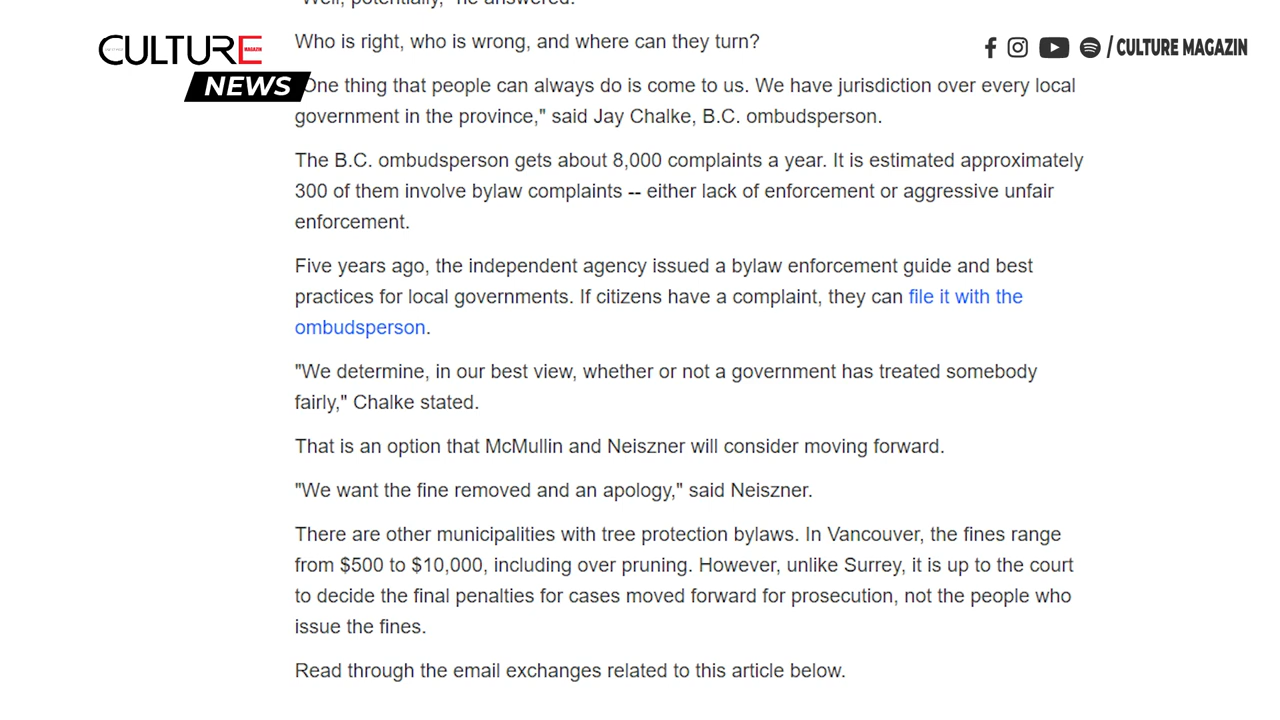 "Well, potentially," he answered.
CULTURE
MAGAZIN
NEWS
/ CULTURE MAGAZIN
Who is right, who is wrong, and where can they turn?
One thing that people can always do is come to us. We have jurisdiction over every local
government in the province," said Jay Chalke, B.C. ombudsperson.
The B.C. ombudsperson gets about 8,000 complaints a year. It is estimated approximately
300 of them involve bylaw complaints -- either lack of enforcement or aggressive unfair
enforcement.
Five years ago, the independent agency issued a bylaw enforcement guide and best
practices for local governments. If citizens have a complaint, they can file it with the
ombudsperson.
"We determine, in our best view, whether or not a government has treated somebody
fairly," Chalke stated.
That is an option that McMullin and Neiszner will consider moving forward.
"We want the fine removed and an apology," said Neiszner.
There are other municipalities with tree protection bylaws. In Vancouver, the fines range
from $500 to $10,000, including over pruning. However, unlike Surrey, it is up to the court
to decide the final penalties for cases moved forward for prosecution, not the people who
issue the fines.
Read through the email exchanges related to this article below.